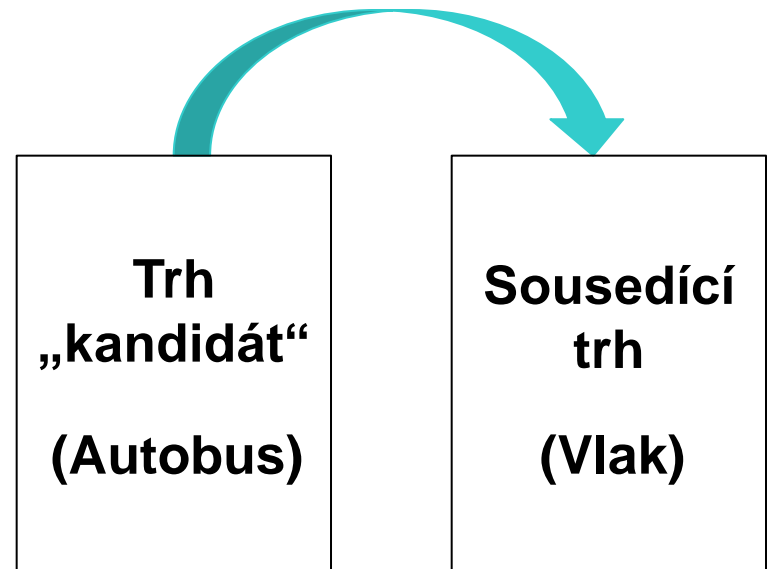 Trh
„kandidát“
(Autobus)
Sousedící
trh
(Vlak)